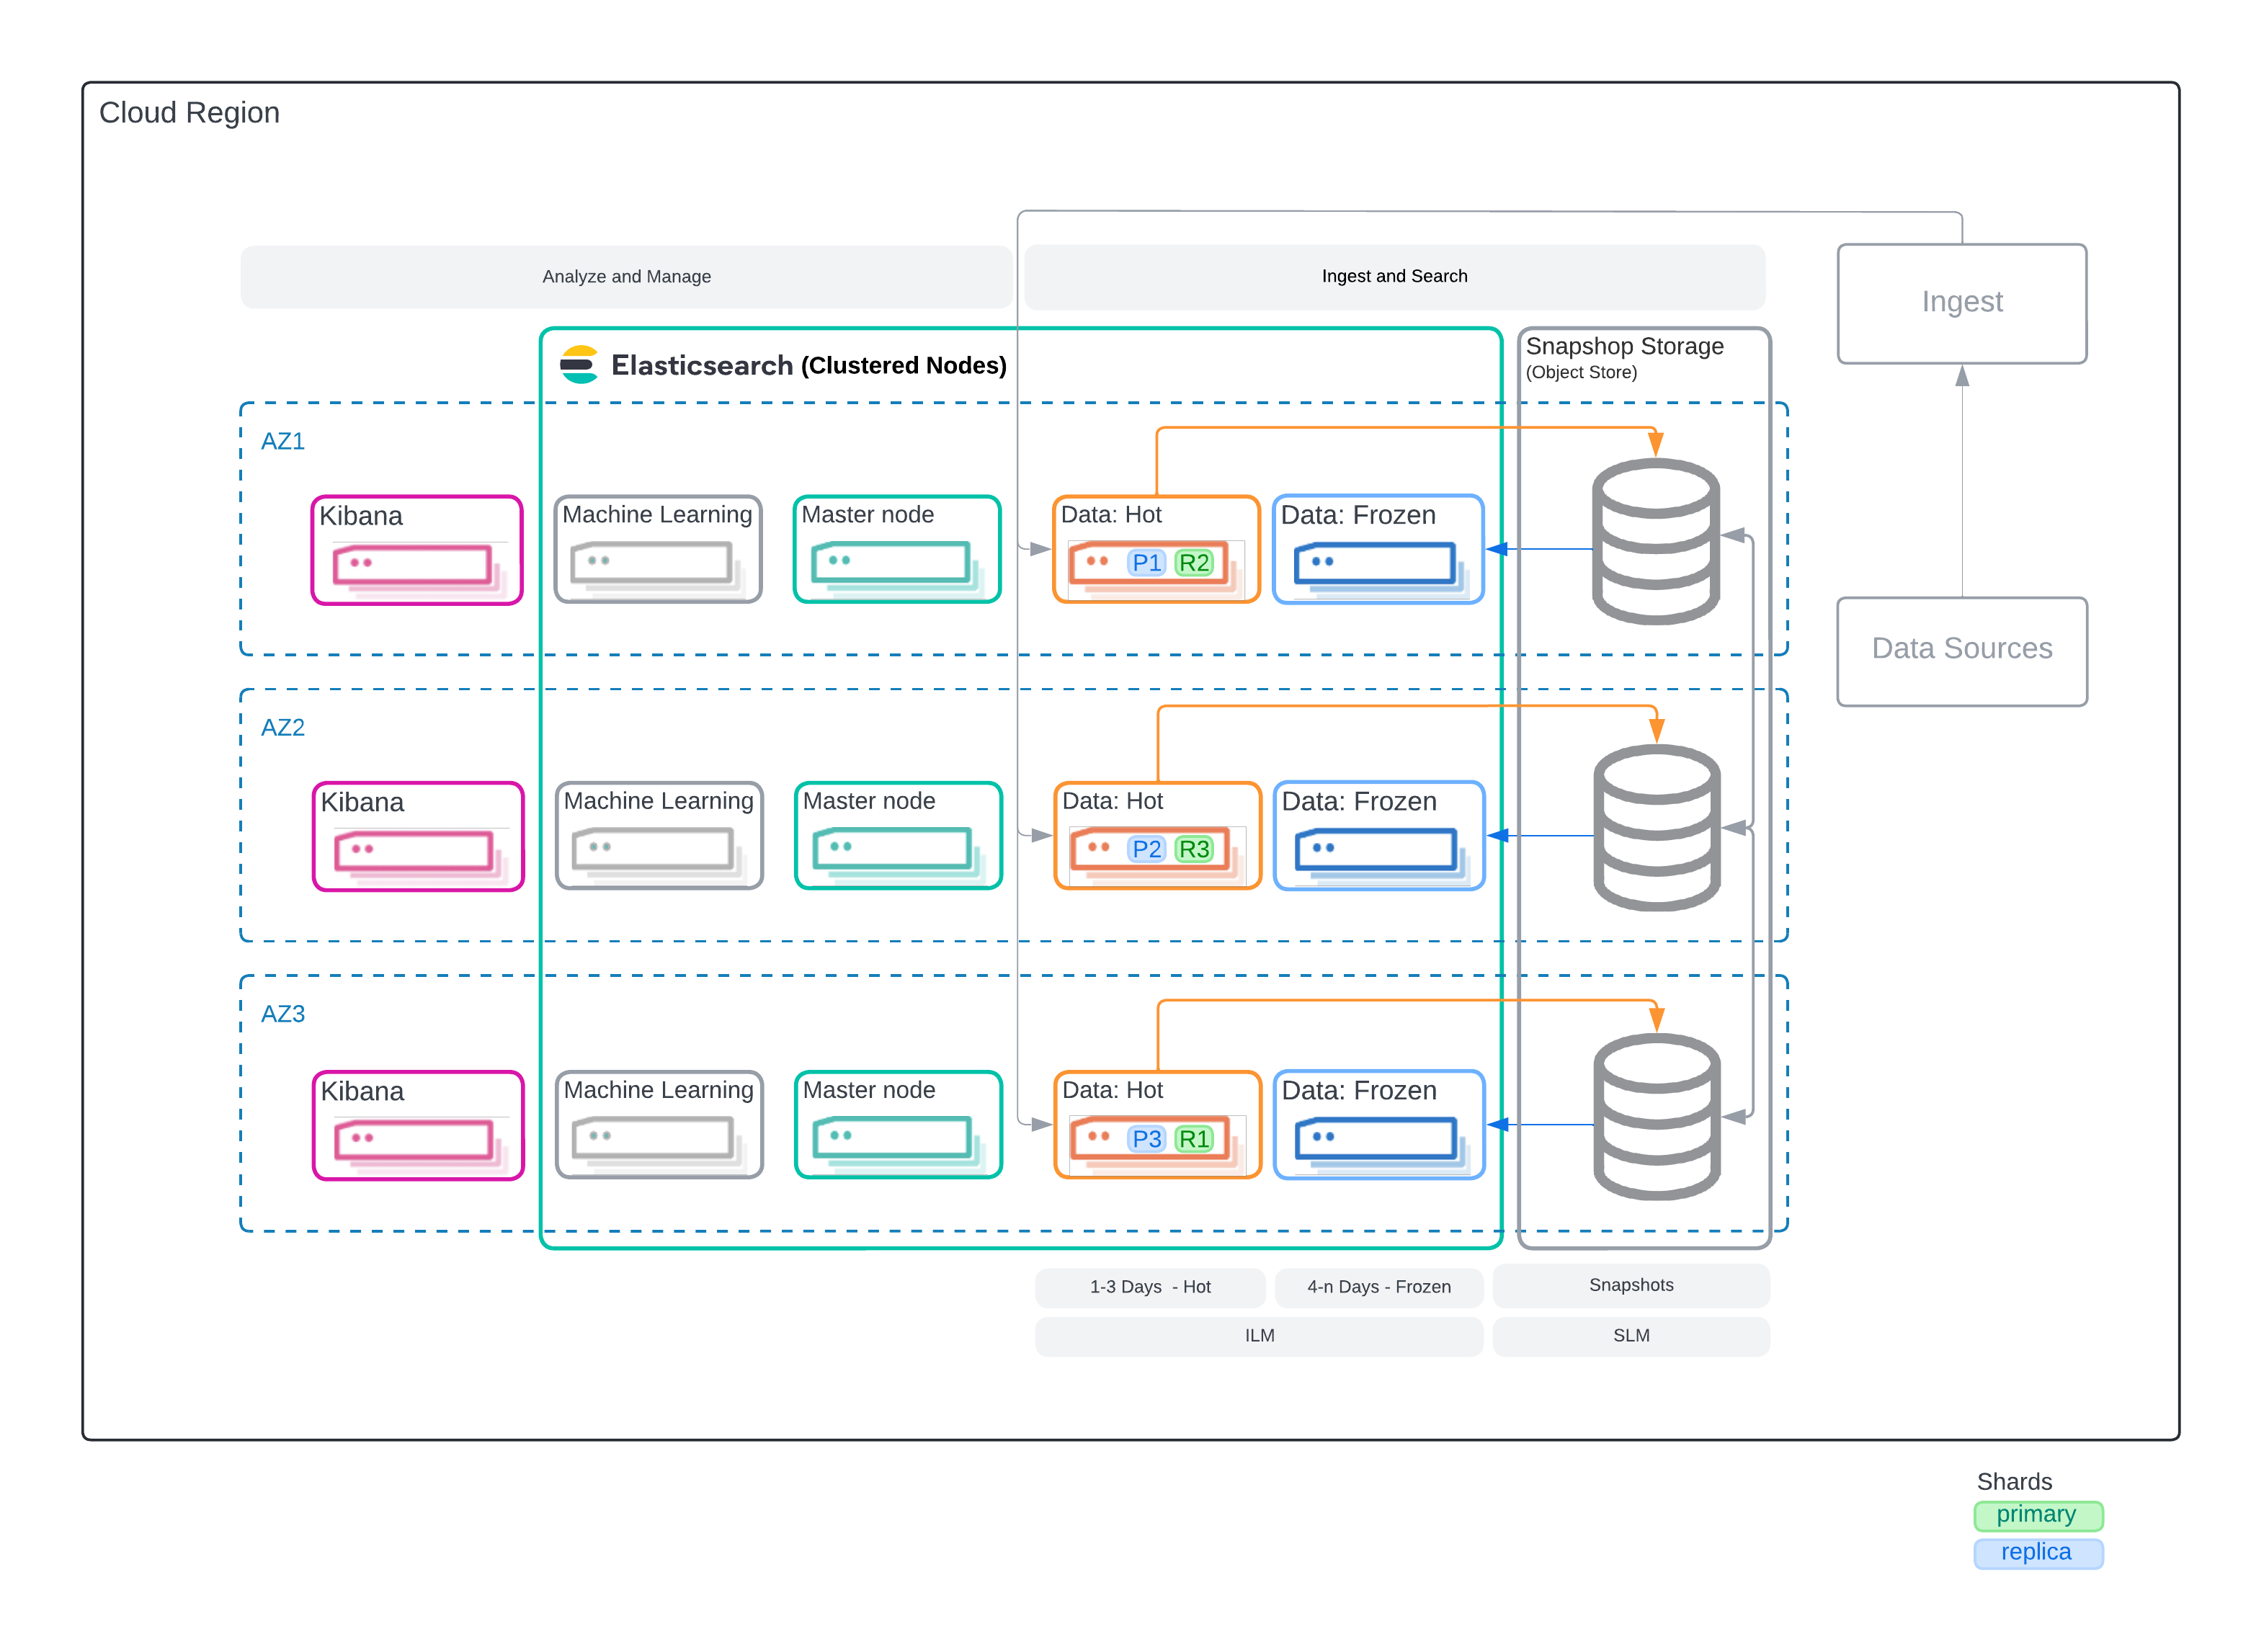 Cloud Region
Analyze and Manage
Ingest and Search
Ingest
Elasticsearch (Clustered Nodes)
Snapshop Storage
(Object Store)
AZ1
Kibana
Machine Learning
Master node
Data: Hot
P1 R2
Data: Frozen
Data Sources
AZ2
Kibana
Machine Learning
Master node
Data: Hot
P2 R3
Data: Frozen
AZ3
Kibana
Machine Learning
Master node
Data: Hot
P3 R1
Data: Frozen
1-3 Days - Hot
4-n Days - Frozen
Snapshots
ILM
SLM
Shards
primary
replica